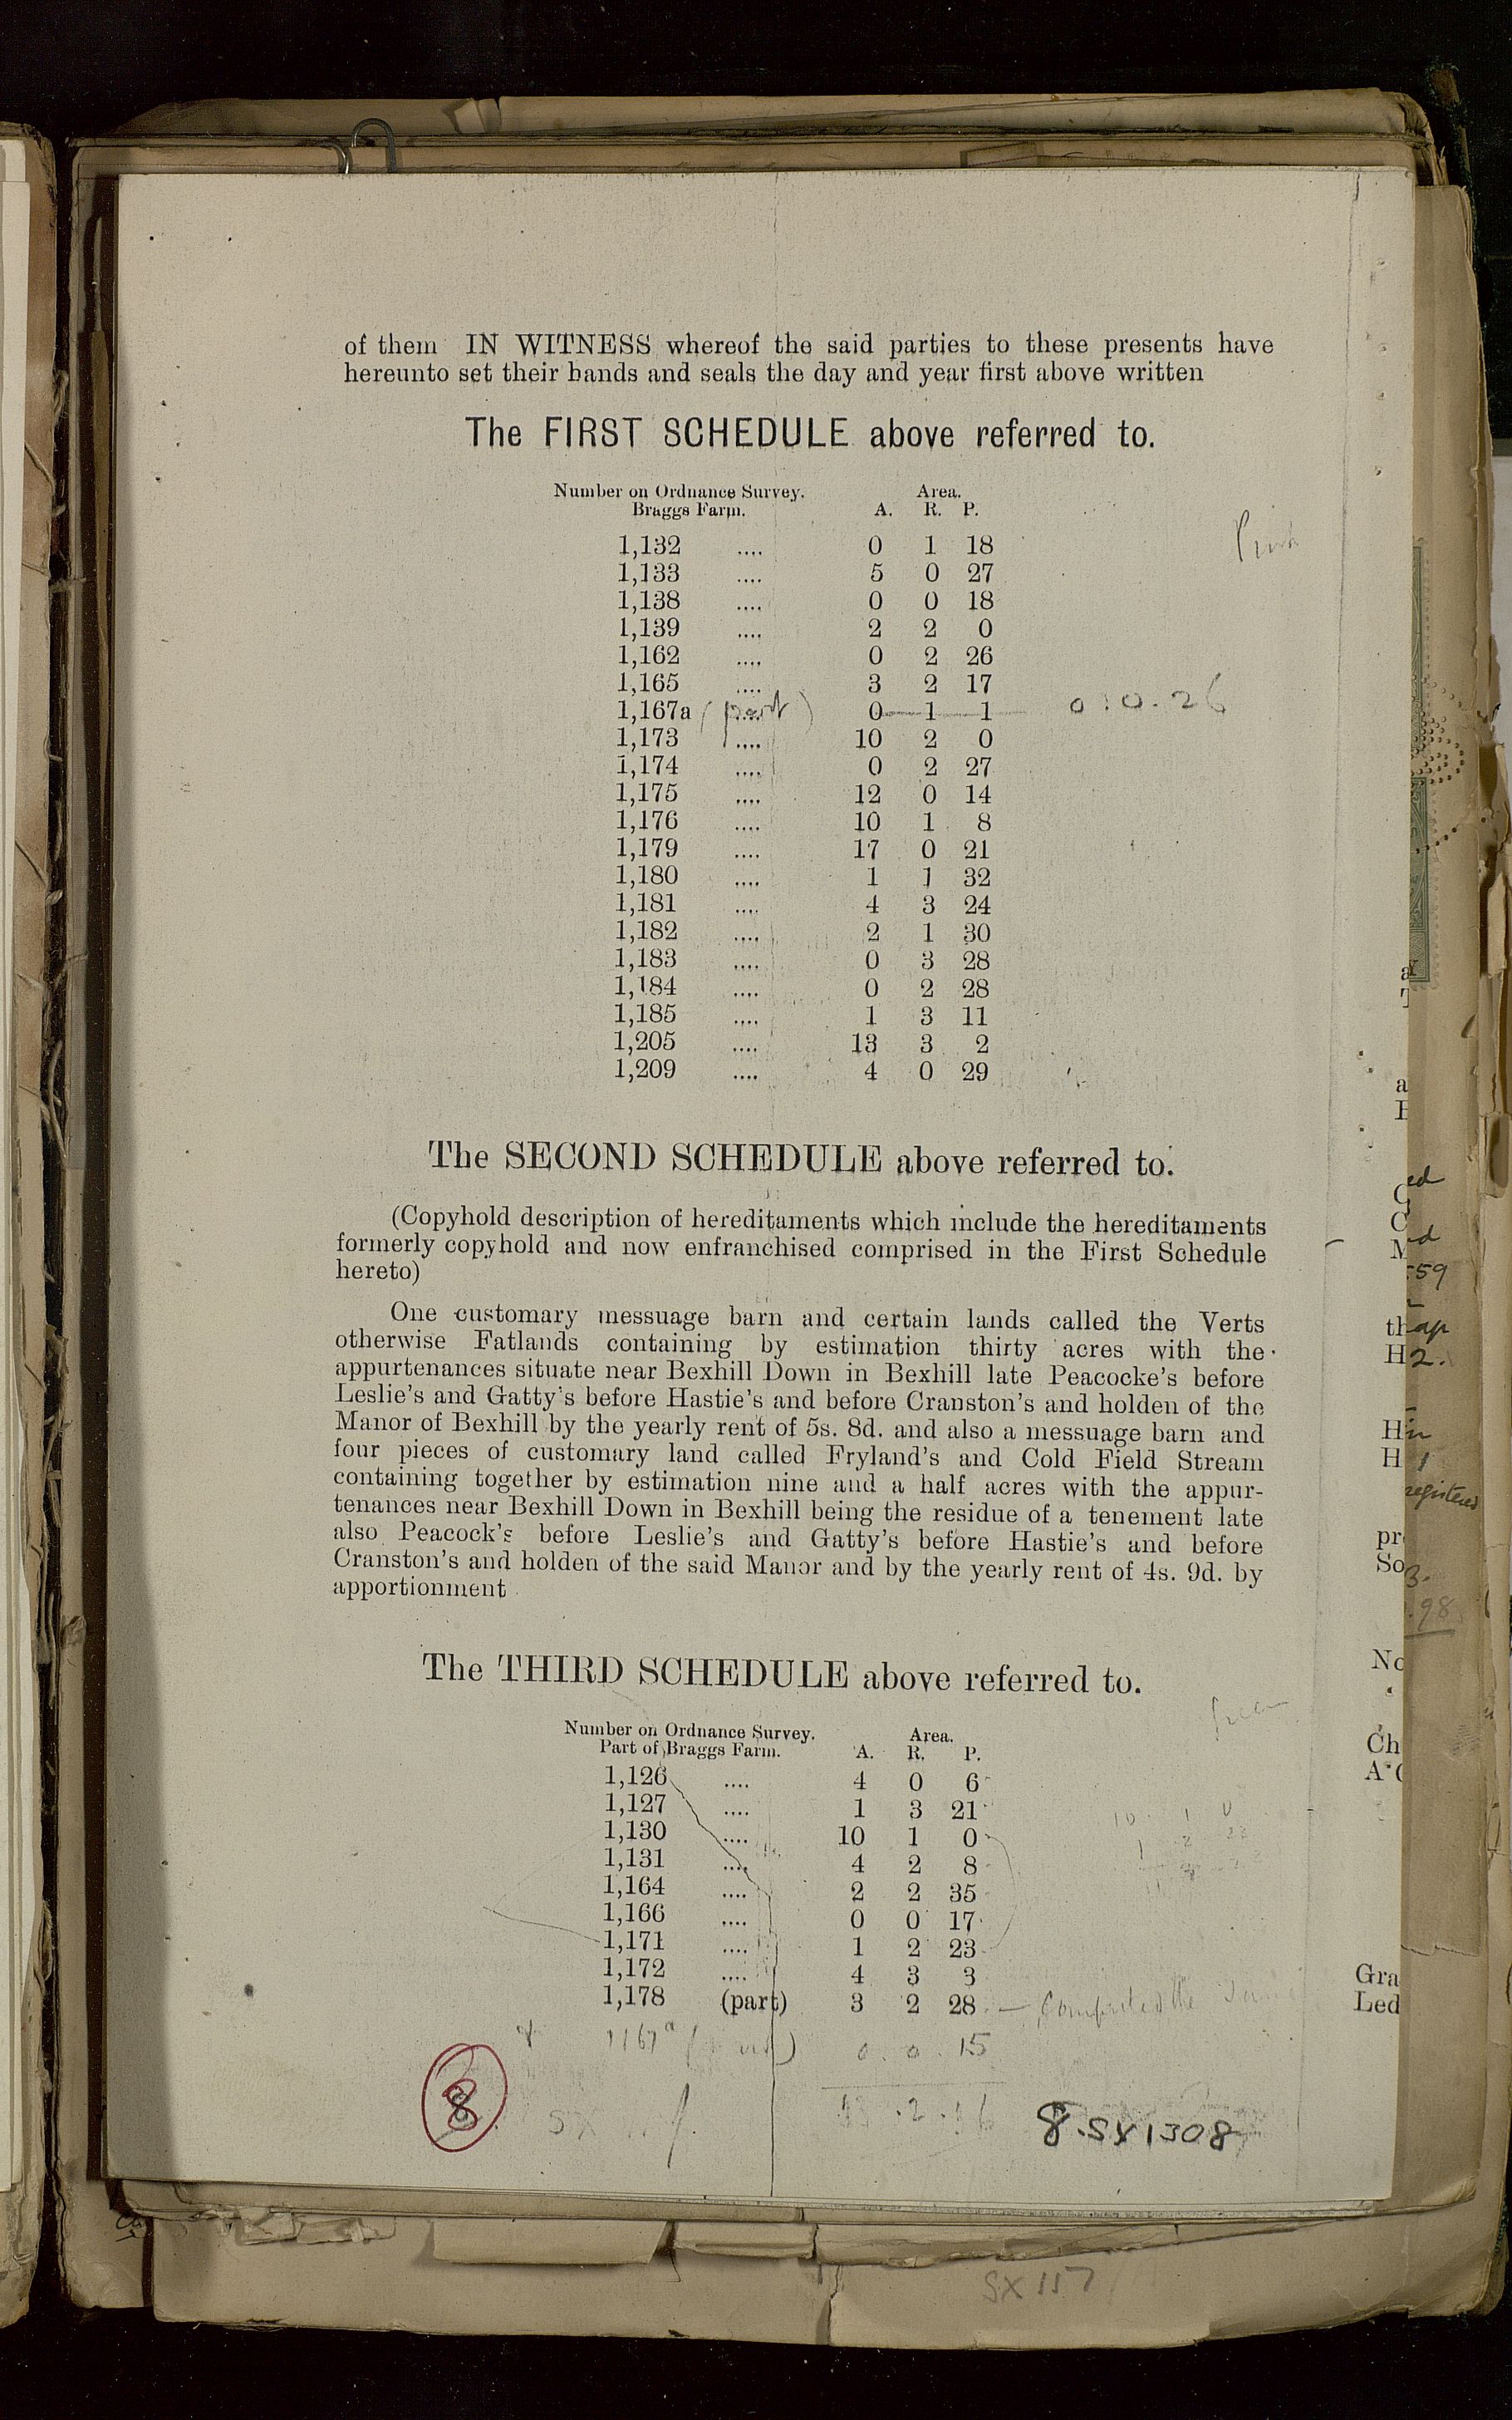 of them IN WITNESS whereof the said parties to these presents have
hereunto set their hands and seals the day and year first above written
The FIRST SCHEDULE above referred to.
Number on Ordnance Survey. Area.
Braggs Farm. A. R. P.
1,132 .... 0 1 18
1,133 .... 5 0 27
1,138 .... 0 0 18
1,139 .... 2 2 0
1,162 .... 0 2 26
1,165 .... 3 2 17
1,167a (part) 0 1 1 0.0.26
1,173 .... 10 2 0
1,174 .... 0 2 27
1,175 .... 12 0 14
1,176 .... 10 1 8
1,179 .... 17 0 21
1,180 .... 1 1 32
1,181 .... 4 3 24
1,182 .... 2 1 30
1,183 .... 0 3 28
1,184 .... 0 2 28
1,185 .... 1 3 11
1,205 .... 13 3 2
1,209 .... 4 0 29
The SECOND SCHEDULE above referred to.
(Copyhold description of hereditaments which include the hereditaments
formerly copyhold and now enfranchised comprised in the First Schedule
hereto)
One customary messuage barn and certain lands called the Verts
otherwise Fatlands containing by estimation thirty acres with the
appurtenances situate near Bexhill Down in Bexhill late Peacocke's before
Leslie's and Gatty's before Hastie's and before Cranston's and holden of the
Manor of Bexhill by the yearly rent of 5s. 8d. and also a messuage barn and
four pieces of customary land called Fryland's and Cold Field Stream
containing together by estimation nine and a half acres with the appur-
tenances near Bexhill Down in Bexhill being the residue of a tenement late
also Peacock's before Leslie's and Gatty's before Hastie's and before
Cranston's and holden of the said Manor and by the yearly rent of 4s. 9d. by
apportionment
The THIRD SCHEDULE above referred to.
Number on Ordnance Survey. Area.
Part of Braggs Farm. A. R. P.
1,126 .... 4 0 6
1,127 .... 1 3 21
1,130 .... 10 1 0
1,131 .... 4 2 8
1,164 .... 2 2 35
1,166 .... 0 0 17
1,171 .... 1 2 23
1,172 .... 4 3 3
1,178 (part) 3 2 28
1167a 0.0.15
8
8.SX1308
SX 117